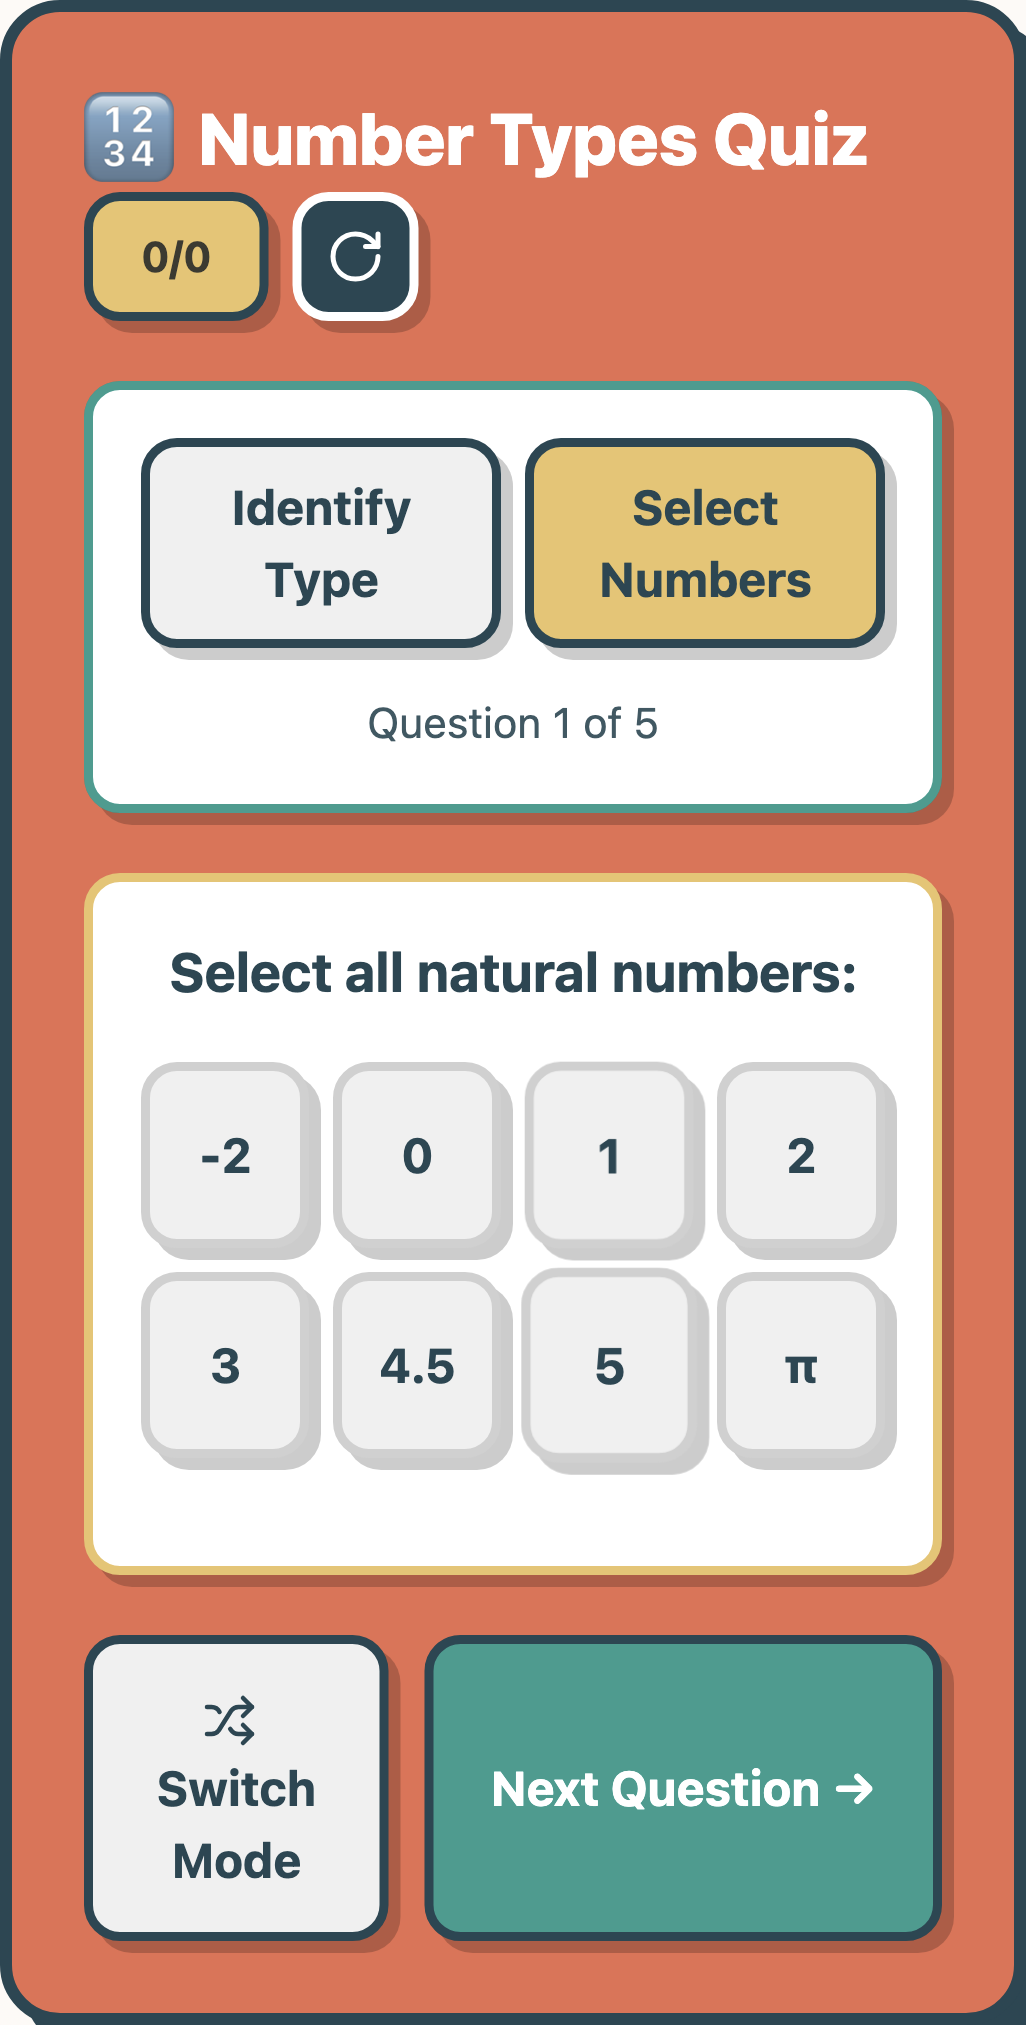 🔢 Number Types Quiz
0/0
Identify Type
Select Numbers
Question 1 of 5
Select all natural numbers:
-2 0 1 2
3 4.5 5 π
Switch Mode
Next Question →